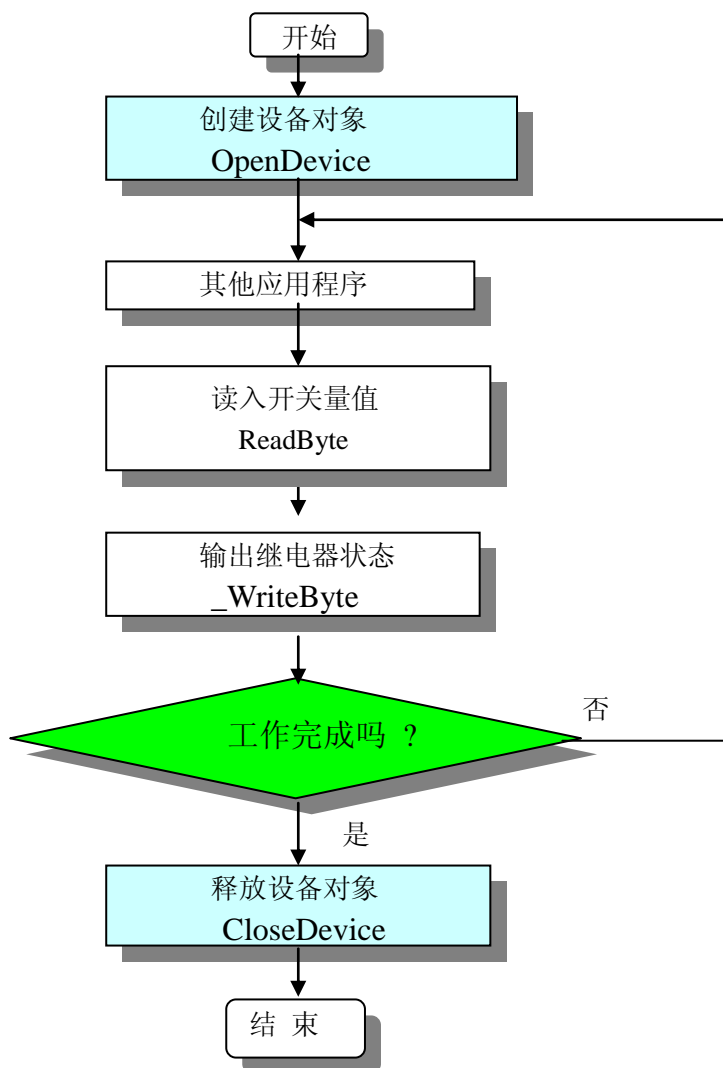 开始
创建设备对象
OpenDevice
其他应用程序
读入开关量值
ReadByte
输出继电器状态
_WriteByte
工作完成吗 ?
否
是
释放设备对象
CloseDevice
结 束